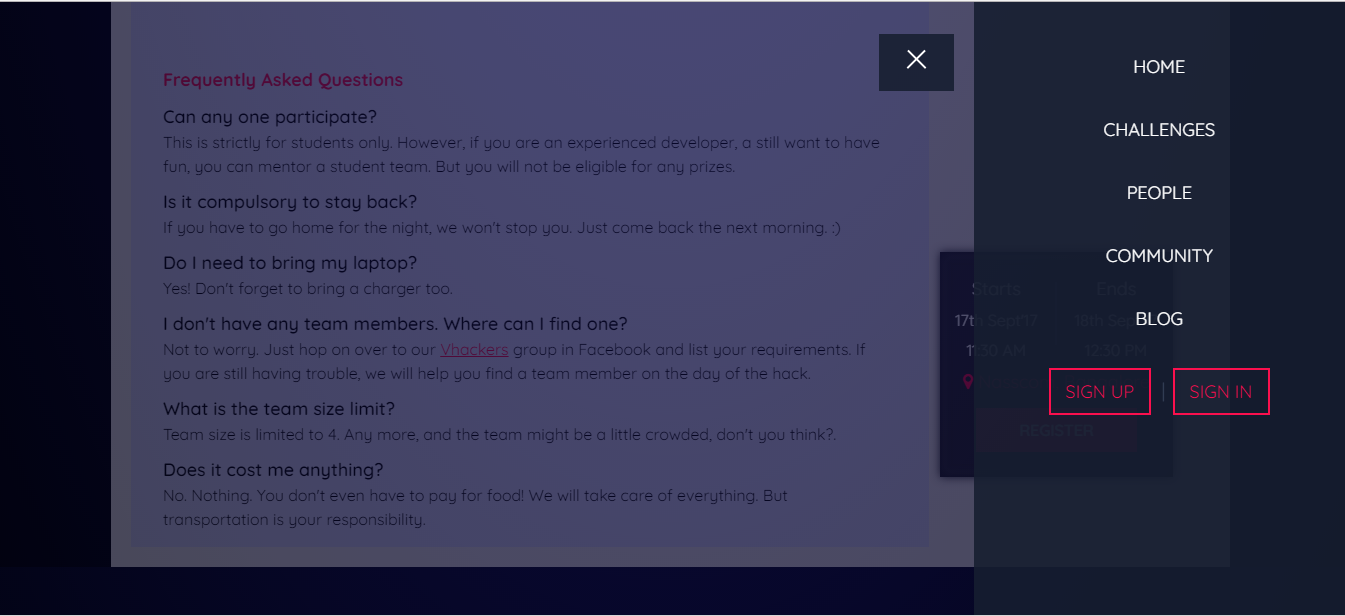 Frequently Asked Questions
Can any one participate?
This is strictly for students only. However, if you are an experienced developer, a still want to have
fun, you can mentor a student team. But you will not be eligible for any prizes.
Is it compulsory to stay back?
If you have to go home for the night, we won't stop you. Just come back the next morning. :)
Do I need to bring my laptop?
Yes! Don't forget to bring a charger too.
I don't have any team members. Where can I find one?
Not to worry. Just hop on over to our Vhackers group in Facebook and list your requirements. If
you are still having trouble, we will help you find a team member on the day of the hack.
What is the team size limit?
Team size is limited to 4. Any more, and the team might be a little crowded, don't you think?.
Does it cost me anything?
No. Nothing. You don't even have to pay for food! We will take care of everything. But
transportation is your responsibility.
Starts Ends
17th Sept'17 18th Sep
11:30 AM 12:30 PM
REGISTER
HOME
CHALLENGES
PEOPLE
COMMUNITY
BLOG
SIGN UP | SIGN IN